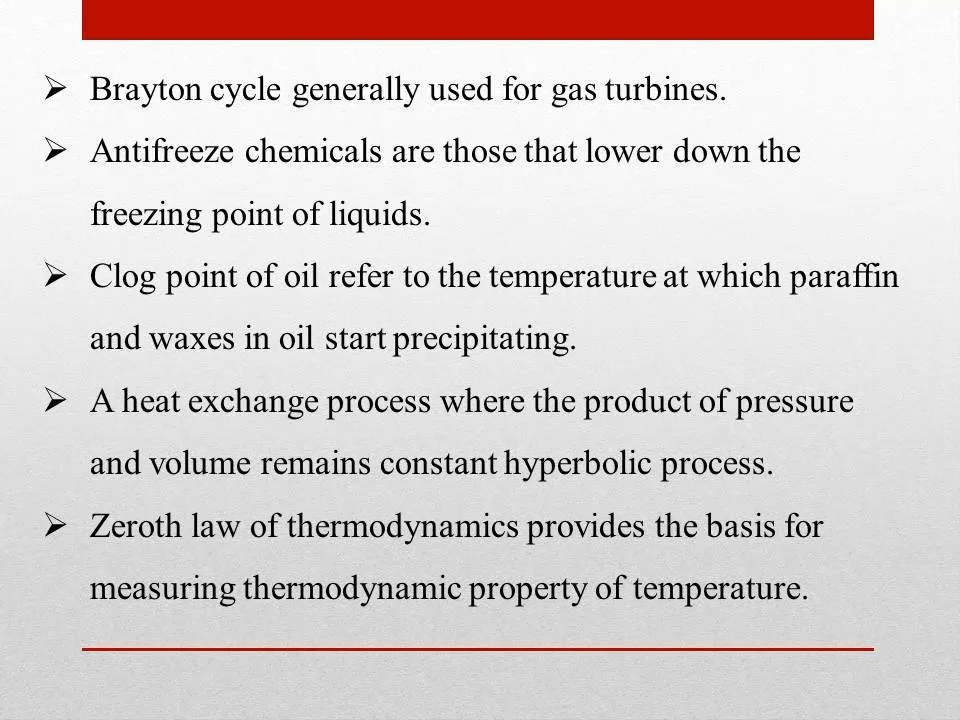 ➢ Brayton cycle generally used for gas turbines.
➢ Antifreeze chemicals are those that lower down the
freezing point of liquids.
➢ Clog point of oil refer to the temperature at which paraffin
and waxes in oil start precipitating.
➢ A heat exchange process where the product of pressure
and volume remains constant hyperbolic process.
➢ Zeroth law of thermodynamics provides the basis for
measuring thermodynamic property of temperature.